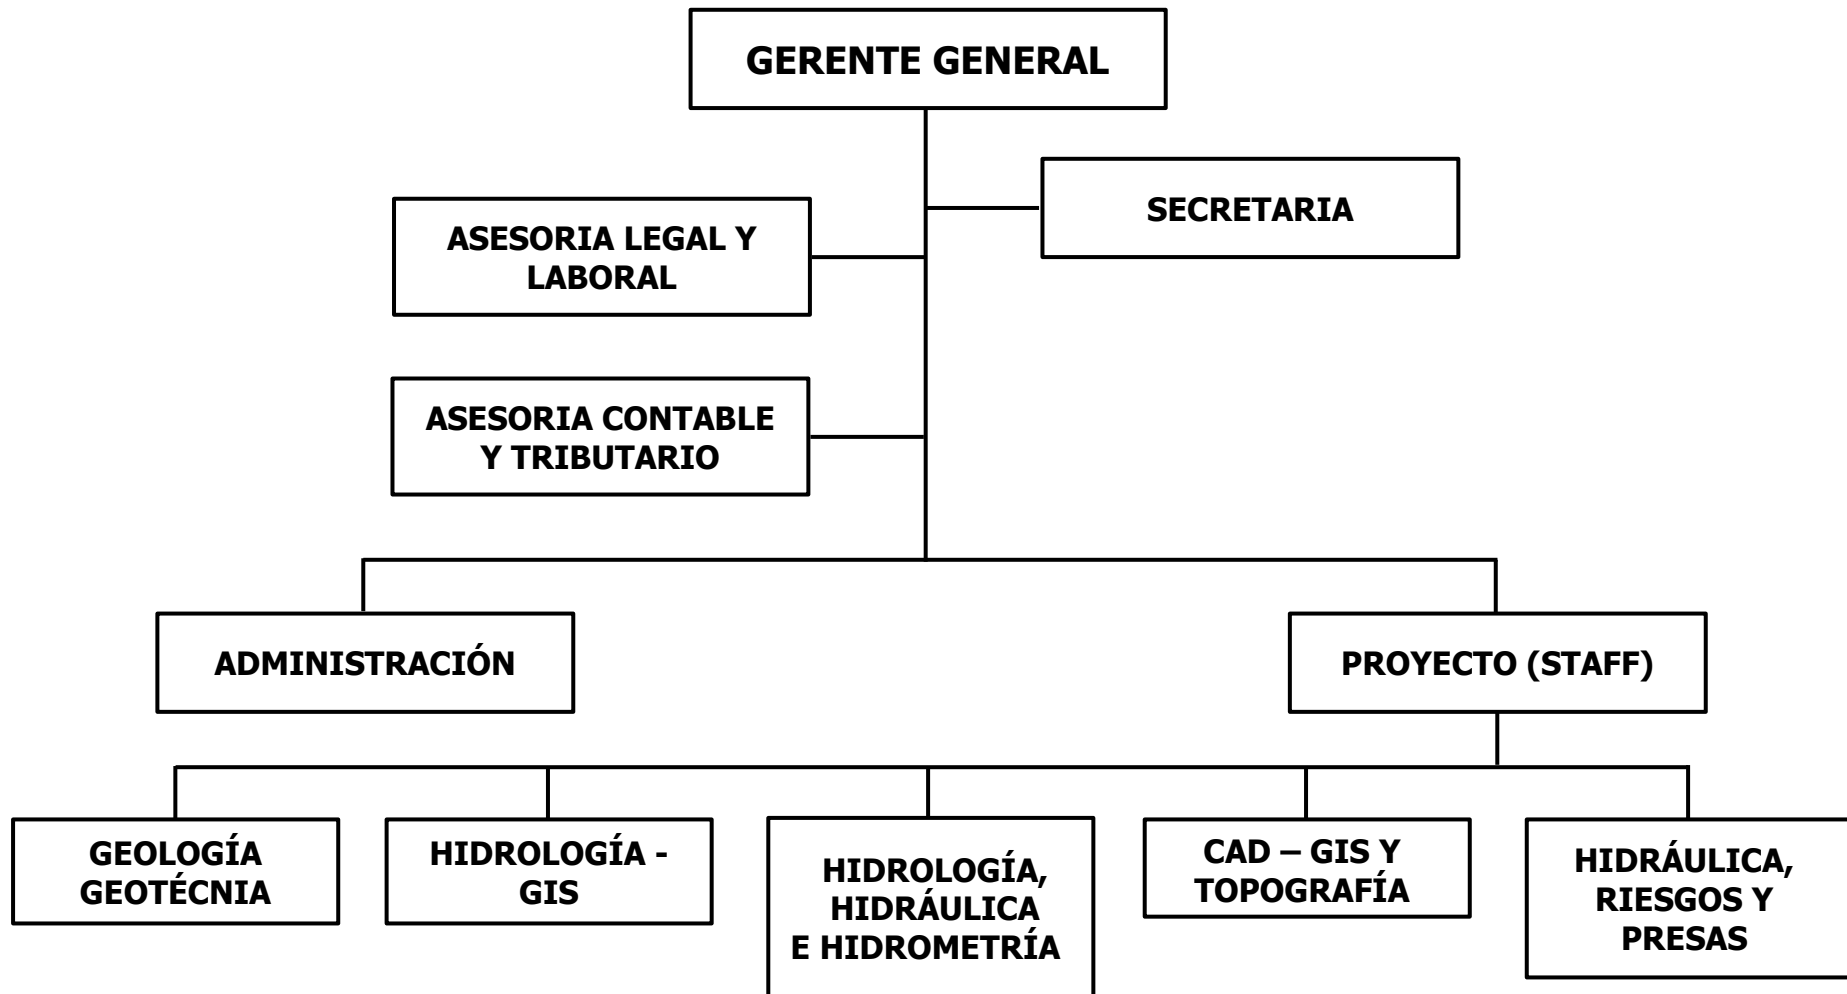 GERENTE GENERAL
SECRETARIA
ASESORIA LEGAL Y
LABORAL
ASESORIA CONTABLE
Y TRIBUTARIO
ADMINISTRACIÓN
PROYECTO (STAFF)
GEOLOGÍA
GEOTÉCNIA
HIDROLOGÍA -
GIS
HIDROLOGÍA,
HIDRÁULICA
E HIDROMETRÍA
CAD – GIS Y
TOPOGRAFÍA
HIDRÁULICA,
RIESGOS Y
PRESAS